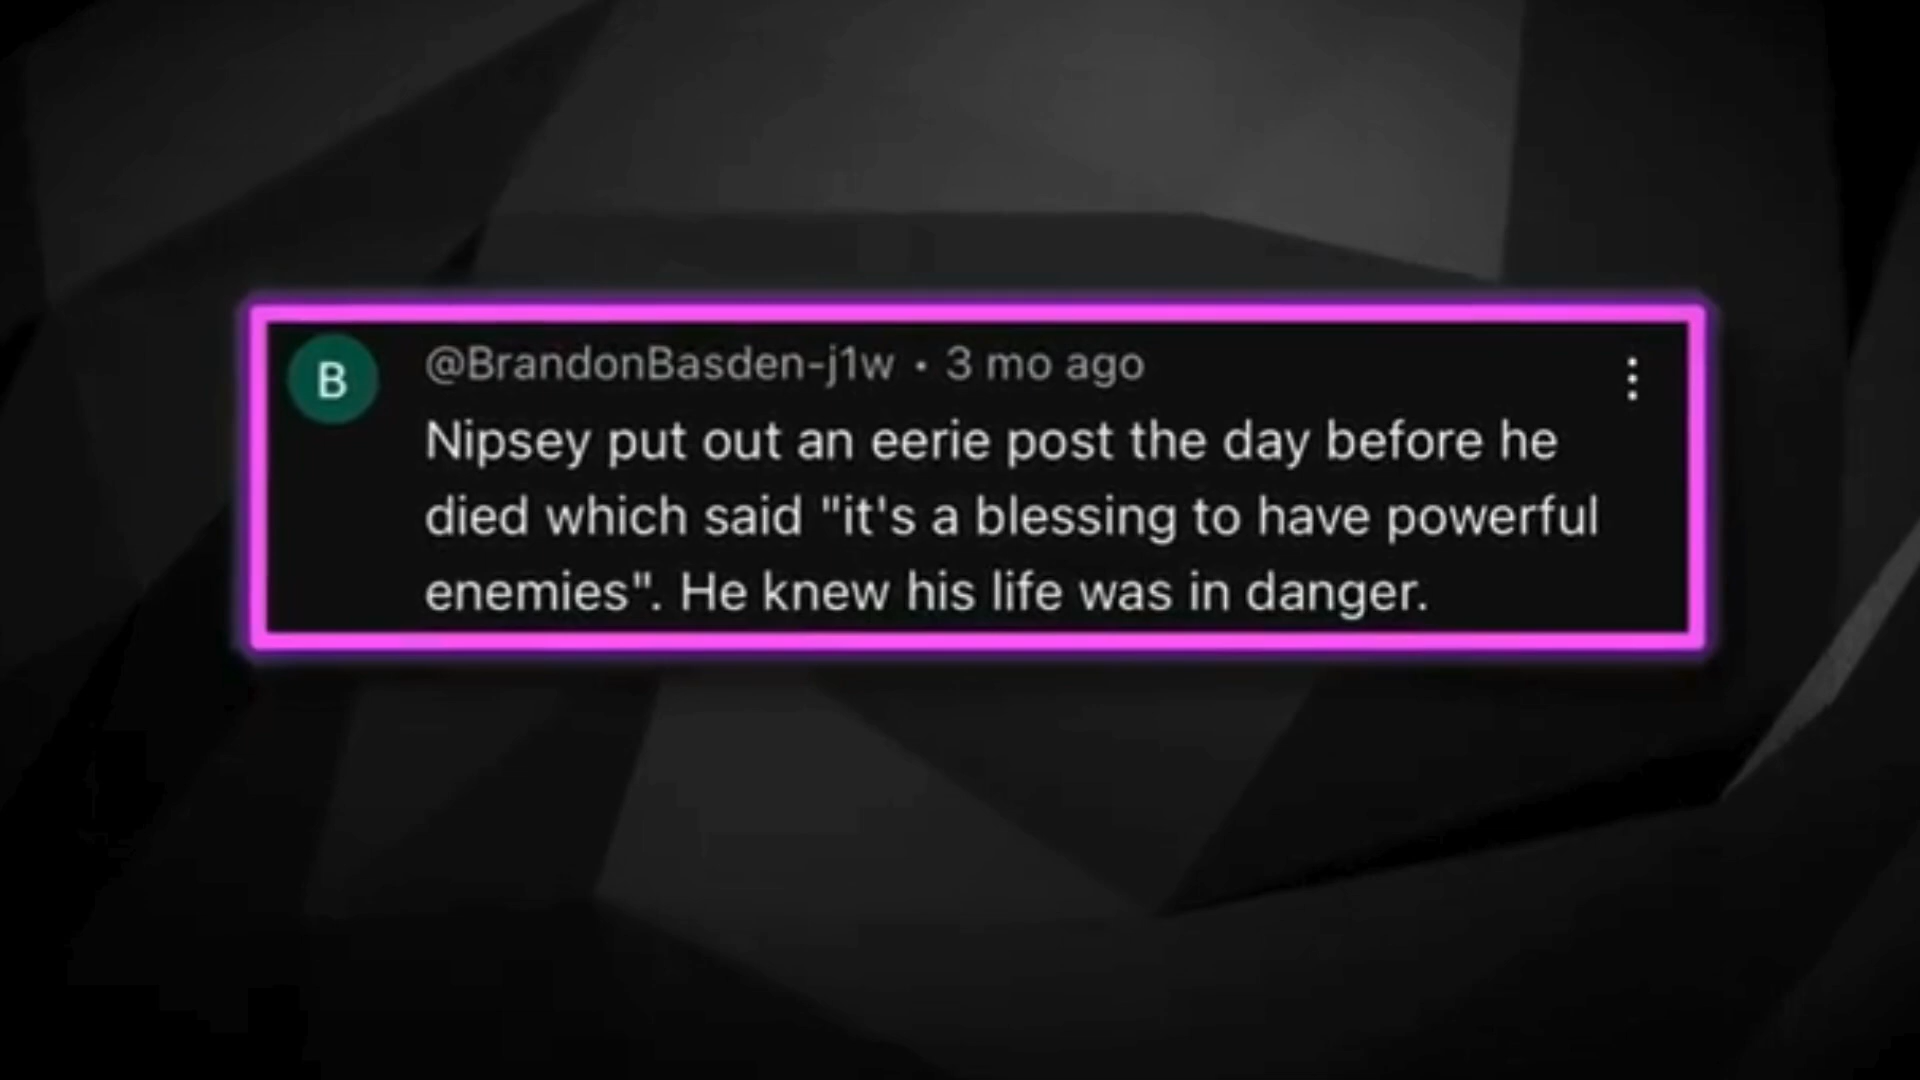 B
@BrandonBasden-j1w • 3 mo ago
Nipsey put out an eerie post the day before he
died which said "it's a blessing to have powerful
enemies". He knew his life was in danger.